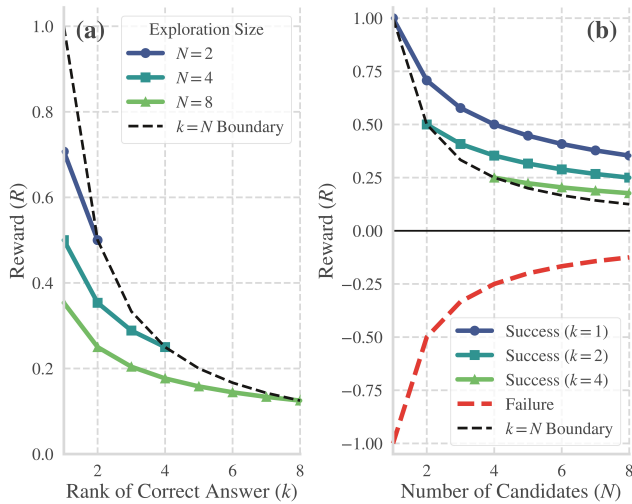 (a)
Exploration Size
N = 2
N = 4
N = 8
k = N Boundary
1.0
0.8
0.6
0.4
0.2
0.0
2
4
6
8
Reward (R)
Rank of Correct Answer (k)
(b)
1.00
0.75
0.50
0.25
0.00
−0.25
−0.50
−0.75
−1.00
Success (k = 1)
Success (k = 2)
Success (k = 4)
Failure
k = N Boundary
2
4
6
8
Reward (R)
Number of Candidates (N)